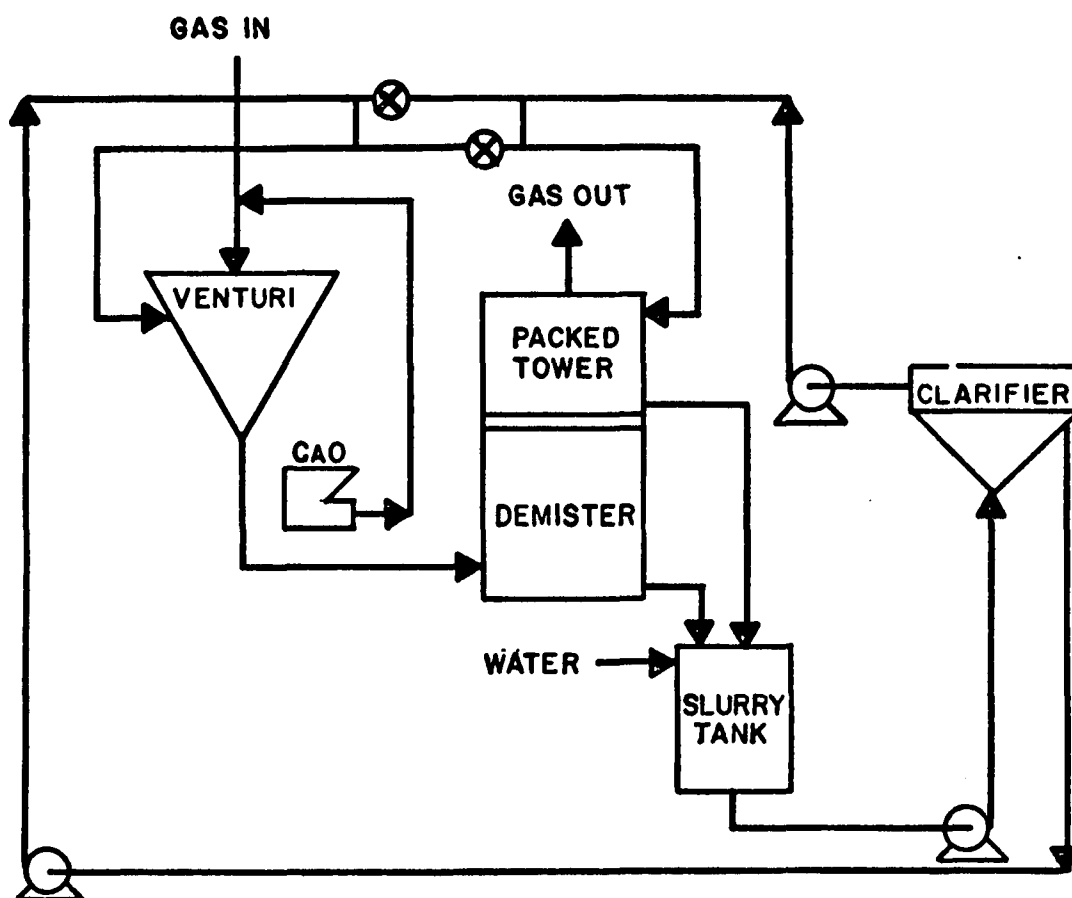 GAS IN
GAS OUT
VENTURI
PACKED
TOWER
CLARIFIER
CAO
DEMISTER
WATER
SLURRY
TANK